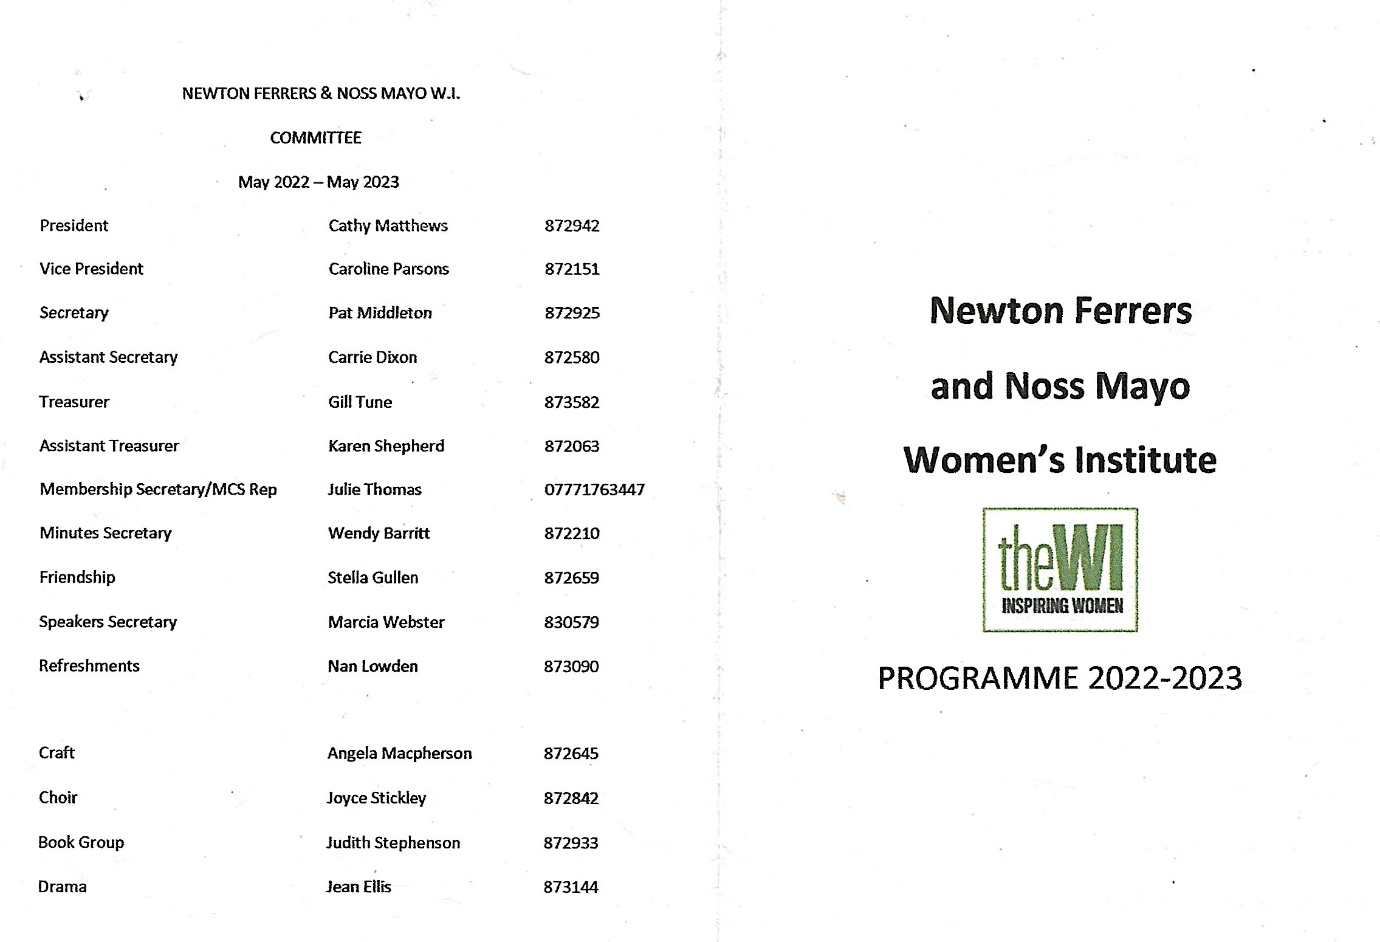 NEWTON FERRERS & NOSS MAYO W.I.
COMMITTEE
May 2022 – May 2023
President Cathy Matthews 872942
Vice President Caroline Parsons 872151
Secretary Pat Middleton 872925
Assistant Secretary Carrie Dixon 872580
Treasurer Gill Tune 873582
Assistant Treasurer Karen Shepherd 872063
Membership Secretary/MCS Rep Julie Thomas 07771763447
Minutes Secretary Wendy Barritt 872210
Friendship Stella Gullen 872659
Speakers Secretary Marcia Webster 830579
Refreshments Nan Lowden 873090
Craft Angela Macpherson 872645
Choir Joyce Stickley 872842
Book Group Judith Stephenson 872933
Drama Jean Ellis 873144
Newton Ferrers
and Noss Mayo
Women's Institute
theWI
INSPIRING WOMEN
PROGRAMME 2022-2023